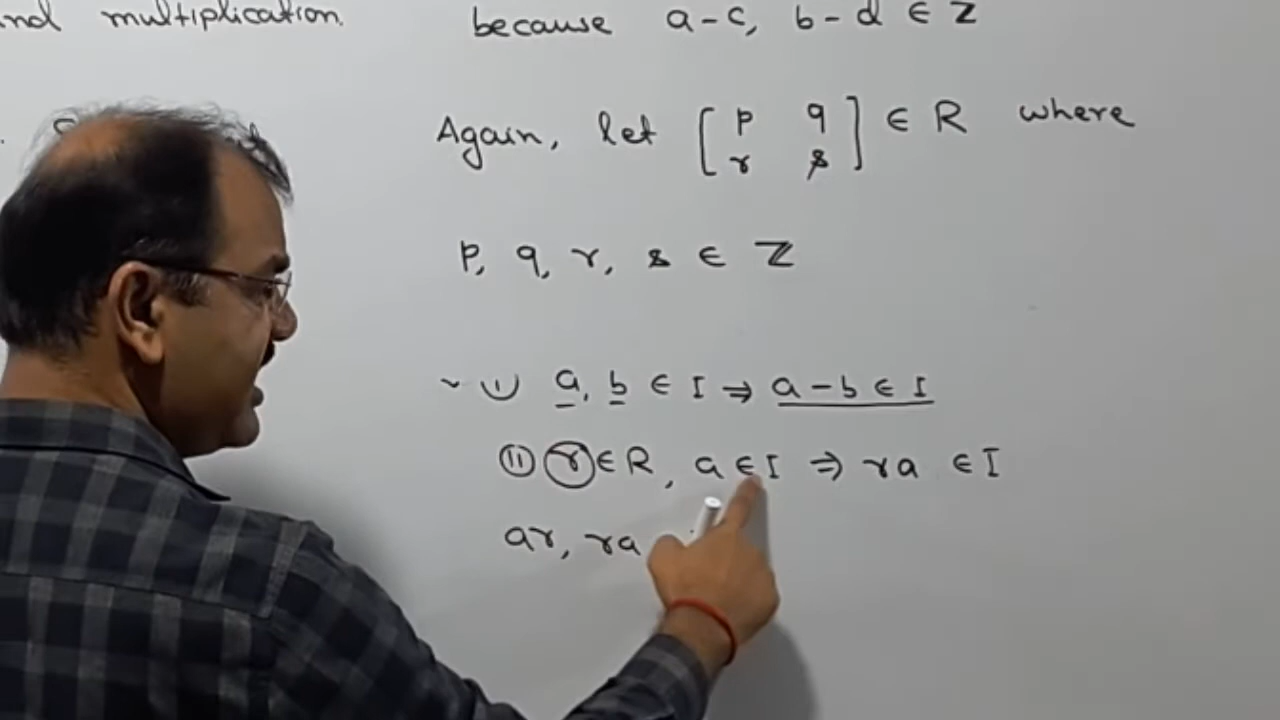 nd multiplication.
because a-c, b-d ∈ Z
Again, let [ p q
r s ] ∈ R where
p, q, r, s ∈ Z
(i) a, b ∈ I ⇒ a-b ∈ I
(ii) r ∈ R, a ∈ I ⇒ ra ∈ I
ar, ra